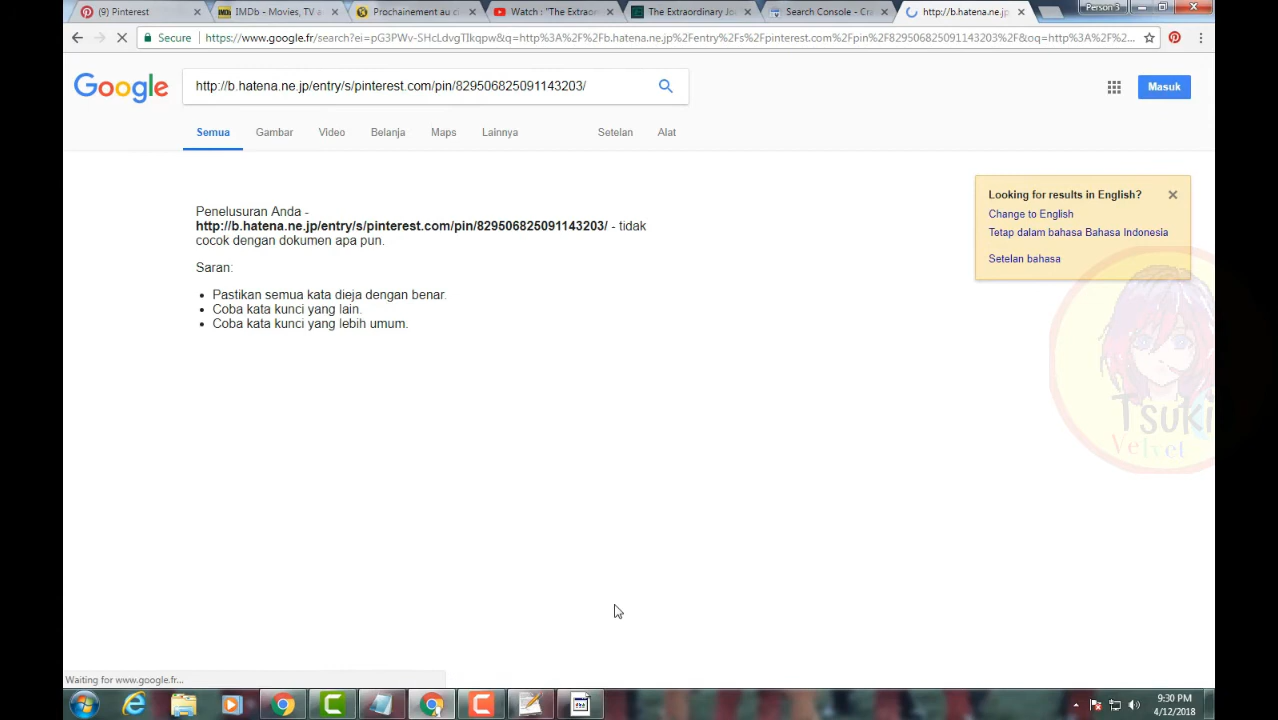 (9) Pinterest
IMDb - Movies, TV a
Prochainement au c
Watch : 'The Extraor
The Extraordinary Jou
Search Console - Cra
http://b.hatena.ne.jp
Person 3
Secure
https://www.google.fr/search?ei=pG3PWv-SHcLdvgTlkqpw&q=http%3A%2F%2Fb.hatena.ne.jp%2Fentry%2Fs%2Fpinterest.com%2Fpin%2F829506825091143203%2F&oq=http%3A%2F%2...
Google
http://b.hatena.ne.jp/entry/s/pinterest.com/pin/829506825091143203/
Masuk
Semua Gambar Video Belanja Maps Lainnya Setelan Alat
Penelusuran Anda -
http://b.hatena.ne.jp/entry/s/pinterest.com/pin/829506825091143203/ - tidak
cocok dengan dokumen apa pun.
Saran:
Pastikan semua kata dieja dengan benar.
Coba kata kunci yang lain.
Coba kata kunci yang lebih umum.
Looking for results in English?
Change to English
Tetap dalam bahasa Bahasa Indonesia
Setelan bahasa
Tsuki
Velvet
Waiting for www.google.fr...
9:30 PM
4/12/2018